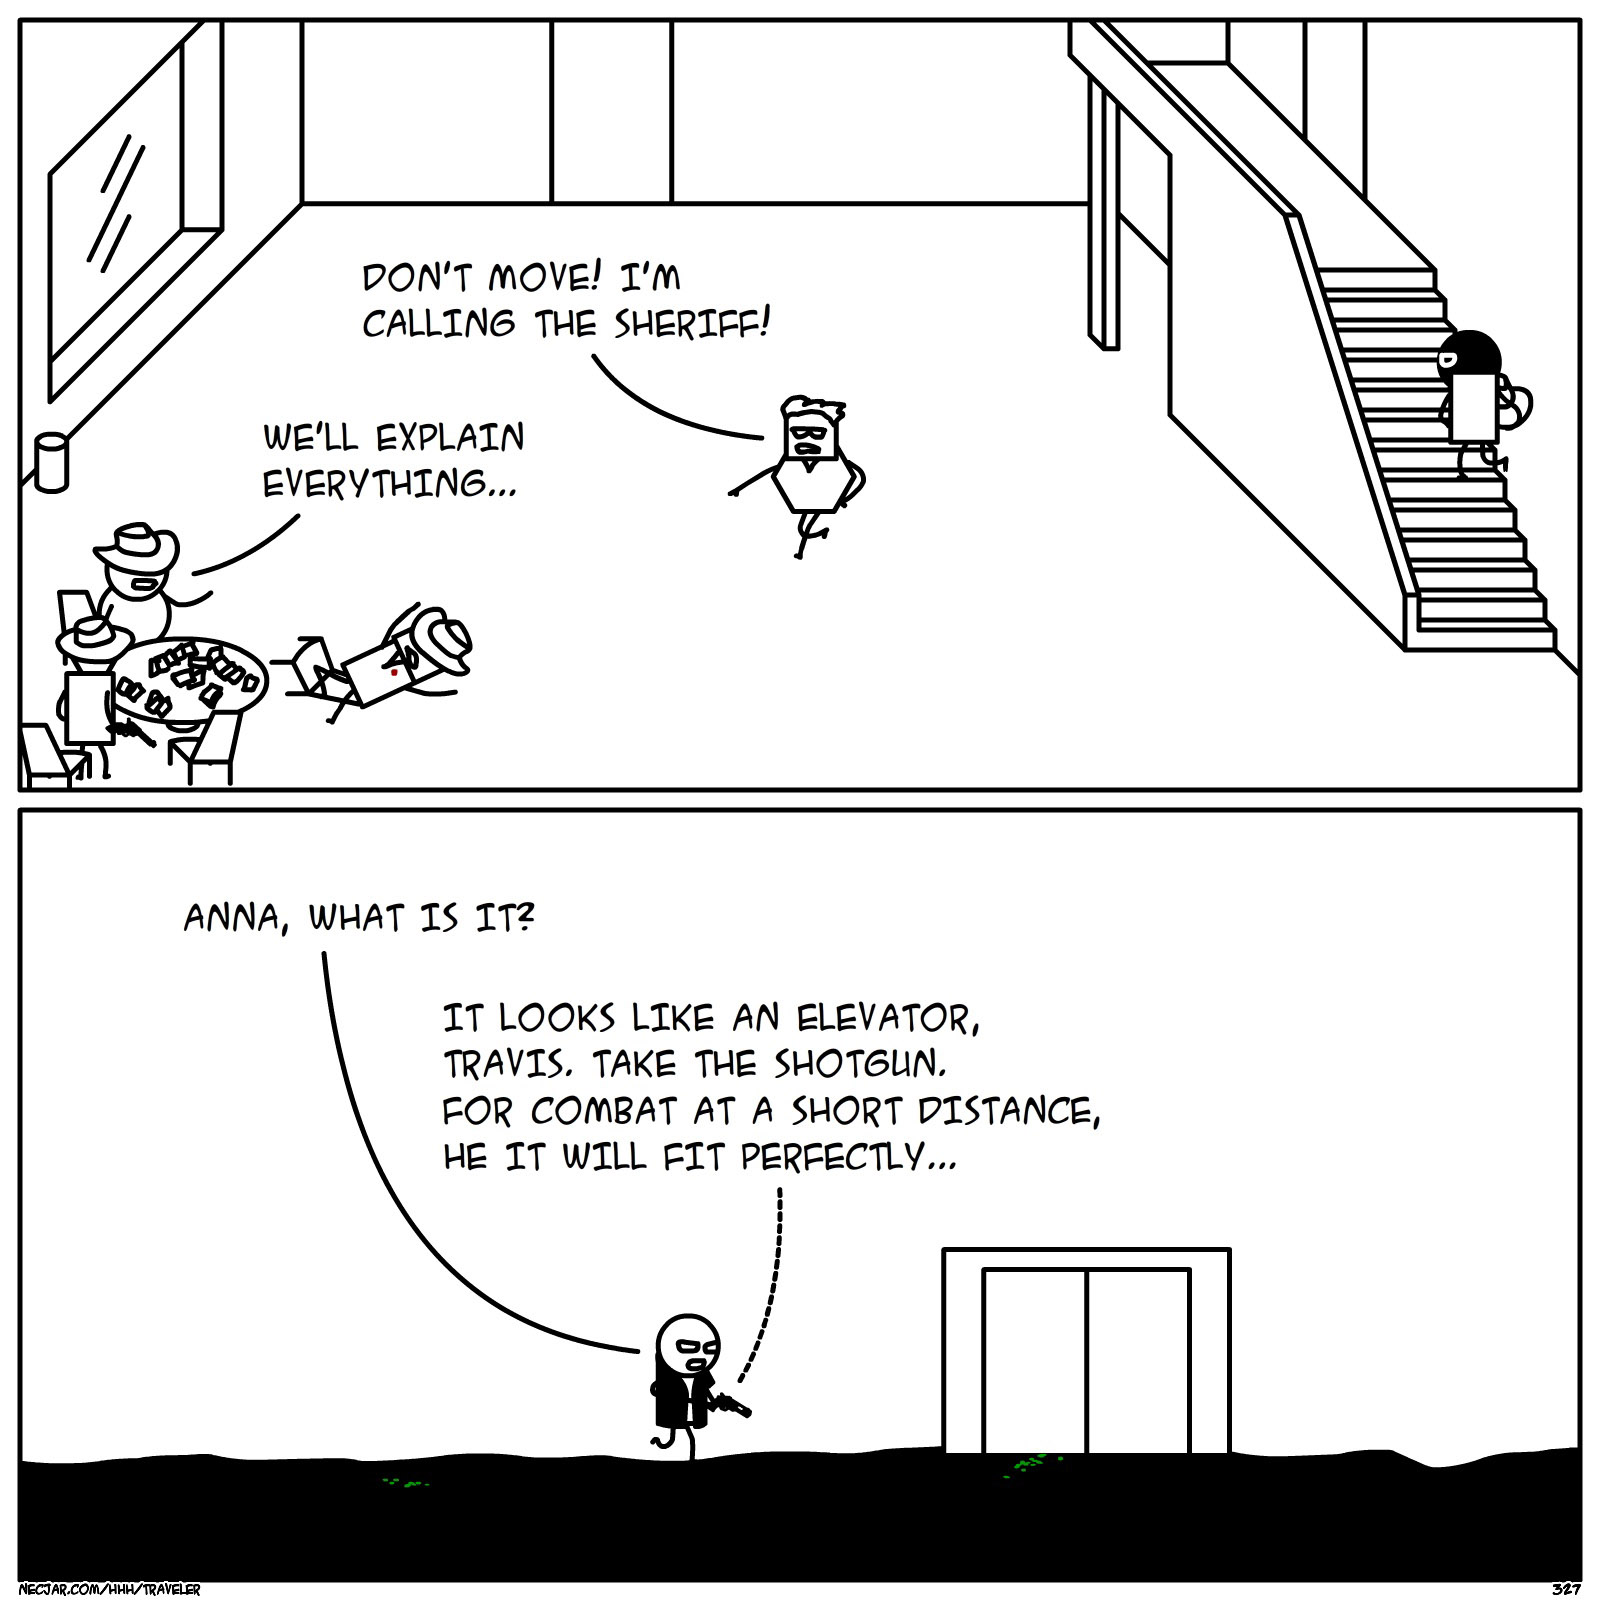 DON'T MOVE! I'M
CALLING THE SHERIFF!
WE'LL EXPLAIN
EVERYTHING...
ANNA, WHAT IS IT?
IT LOOKS LIKE AN ELEVATOR,
TRAVIS. TAKE THE SHOTGUN.
FOR COMBAT AT A SHORT DISTANCE,
HE IT WILL FIT PERFECTLY...
NECJAR.COM/HHH/TRAVELER
327